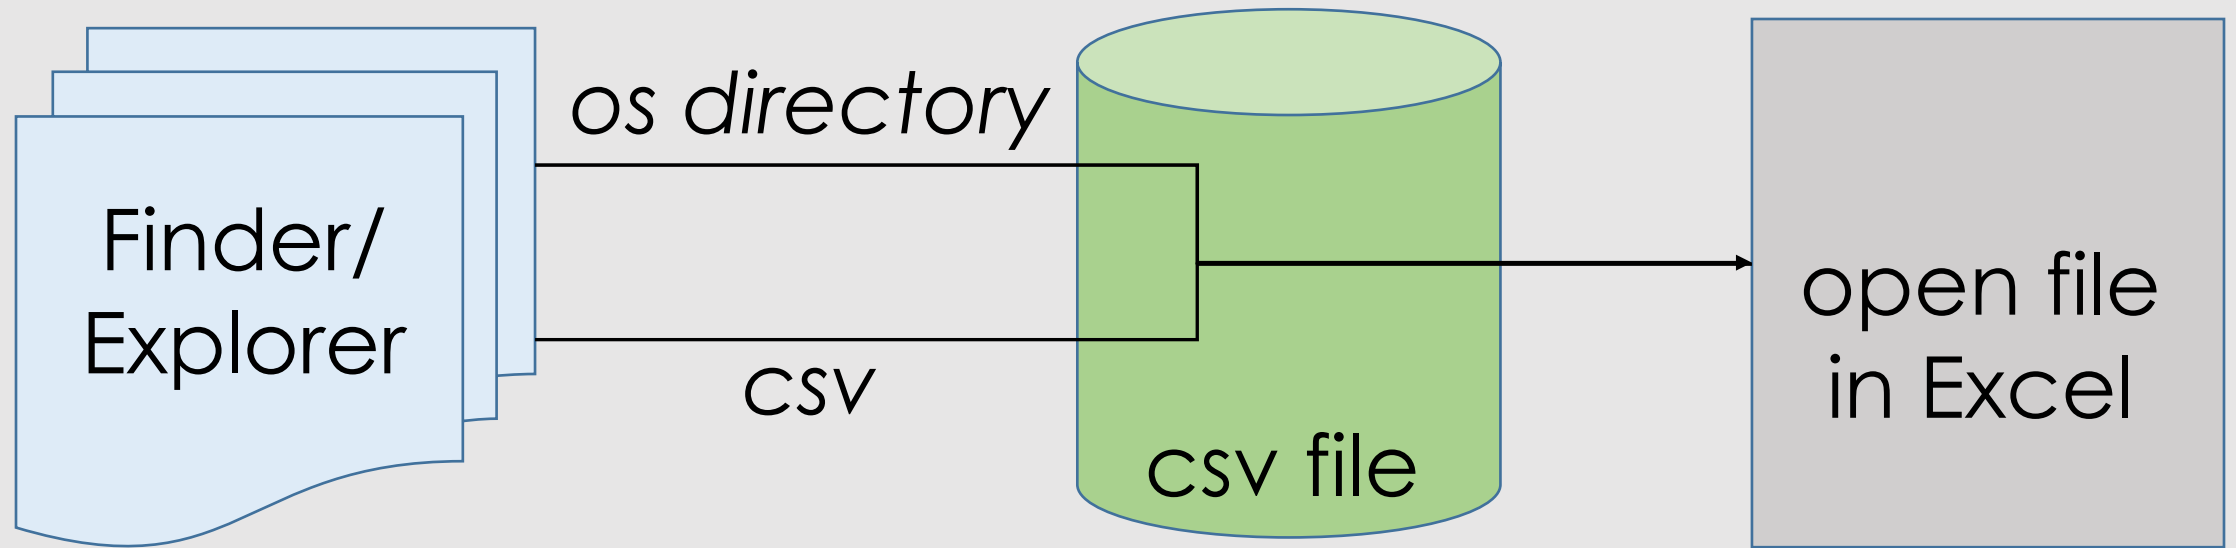 os directory
Finder/
Explorer
csv
csv file
open file
in Excel